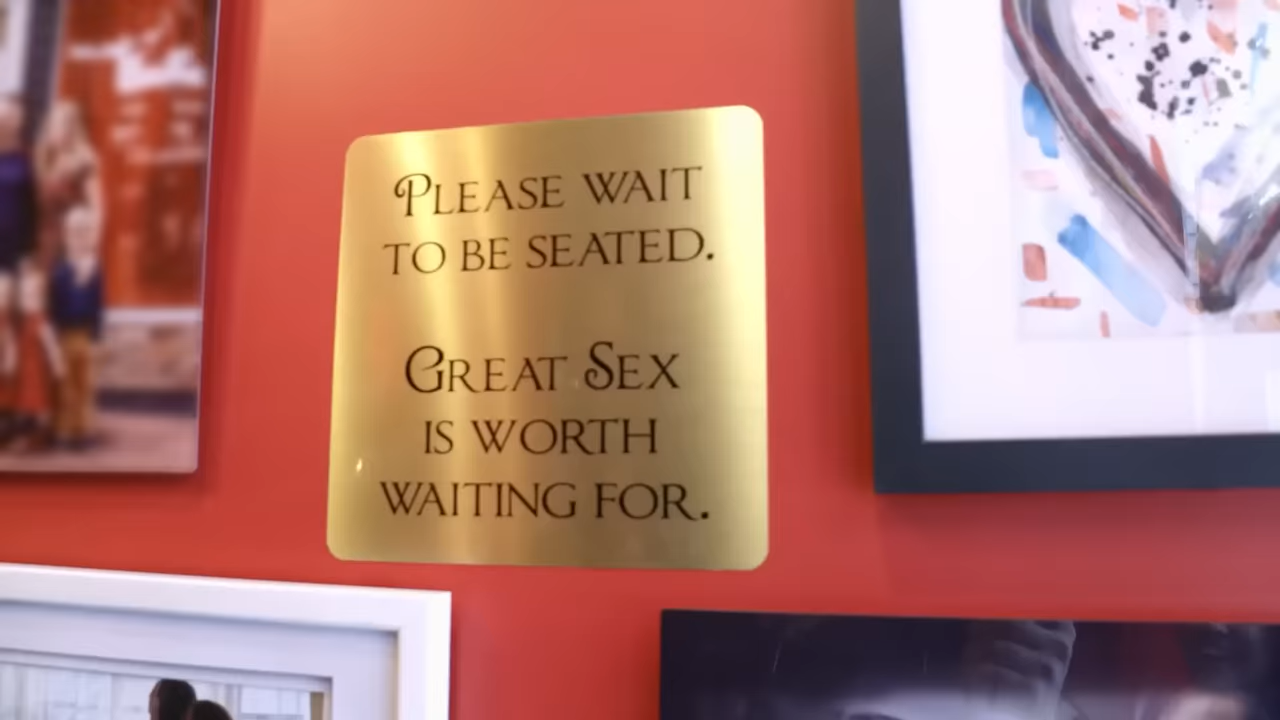 PLEASE WAIT
TO BE SEATED.
GREAT SEX
IS WORTH
WAITING FOR.